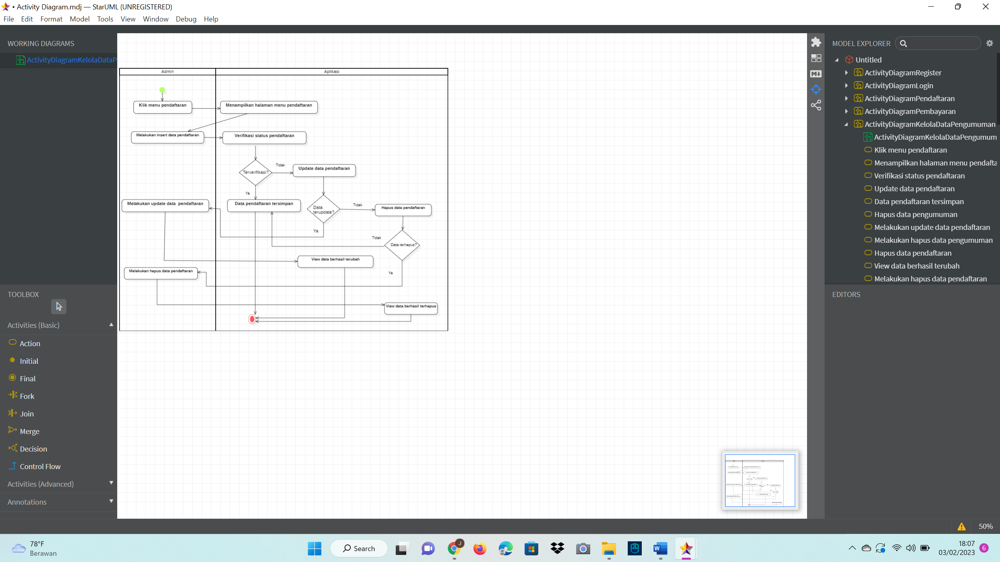 • Activity Diagram.mdj — StarUML (UNREGISTERED)
File Edit Format Model Tools View Window Debug Help
WORKING DIAGRAMS
ActivityDiagramKelolaDataP
Admin
Aplikasi
Klik menu pendaftaran
Menampilkan halaman menu pendaftaran
Melakukan insert data pendaftaran
Verifikasi status pendaftaran
Terverifikasi?
Tidak
Update data pendaftaran
Ya
Melakukan update data  pendaftaran
Data pendaftaran tersimpan
Data
terupdate?
Tidak
Hapus data pendaftaran
Ya
Tidak
Data terhapus?
View data berhasil terubah
Melakukan hapus data pendaftaran
Ya
View data berhasil terhapus
TOOLBOX
Activities (Basic)
Action
Initial
Final
Fork
Join
Merge
Decision
Control Flow
Activities (Advanced)
Annotations
MODEL EXPLORER
Untitled
ActivityDiagramRegister
ActivityDiagramLogin
ActivityDiagramPendaftaran
ActivityDiagramPembayaran
ActivityDiagramKelolaDataPengumuman
ActivityDiagramKelolaDataPengumum
Klik menu pendaftaran
Menampilkan halaman menu pendafta
Verifikasi status pendaftaran
Update data pendaftaran
Data pendaftaran tersimpan
Hapus data pengumuman
Melakukan update data pendaftaran
Melakukan hapus data pengumuman
Hapus data pendaftaran
View data berhasil terubah
Melakukan hapus data pendaftaran
EDITORS
50%
78°F
Berawan
Search
J
18:07
03/02/2023
6